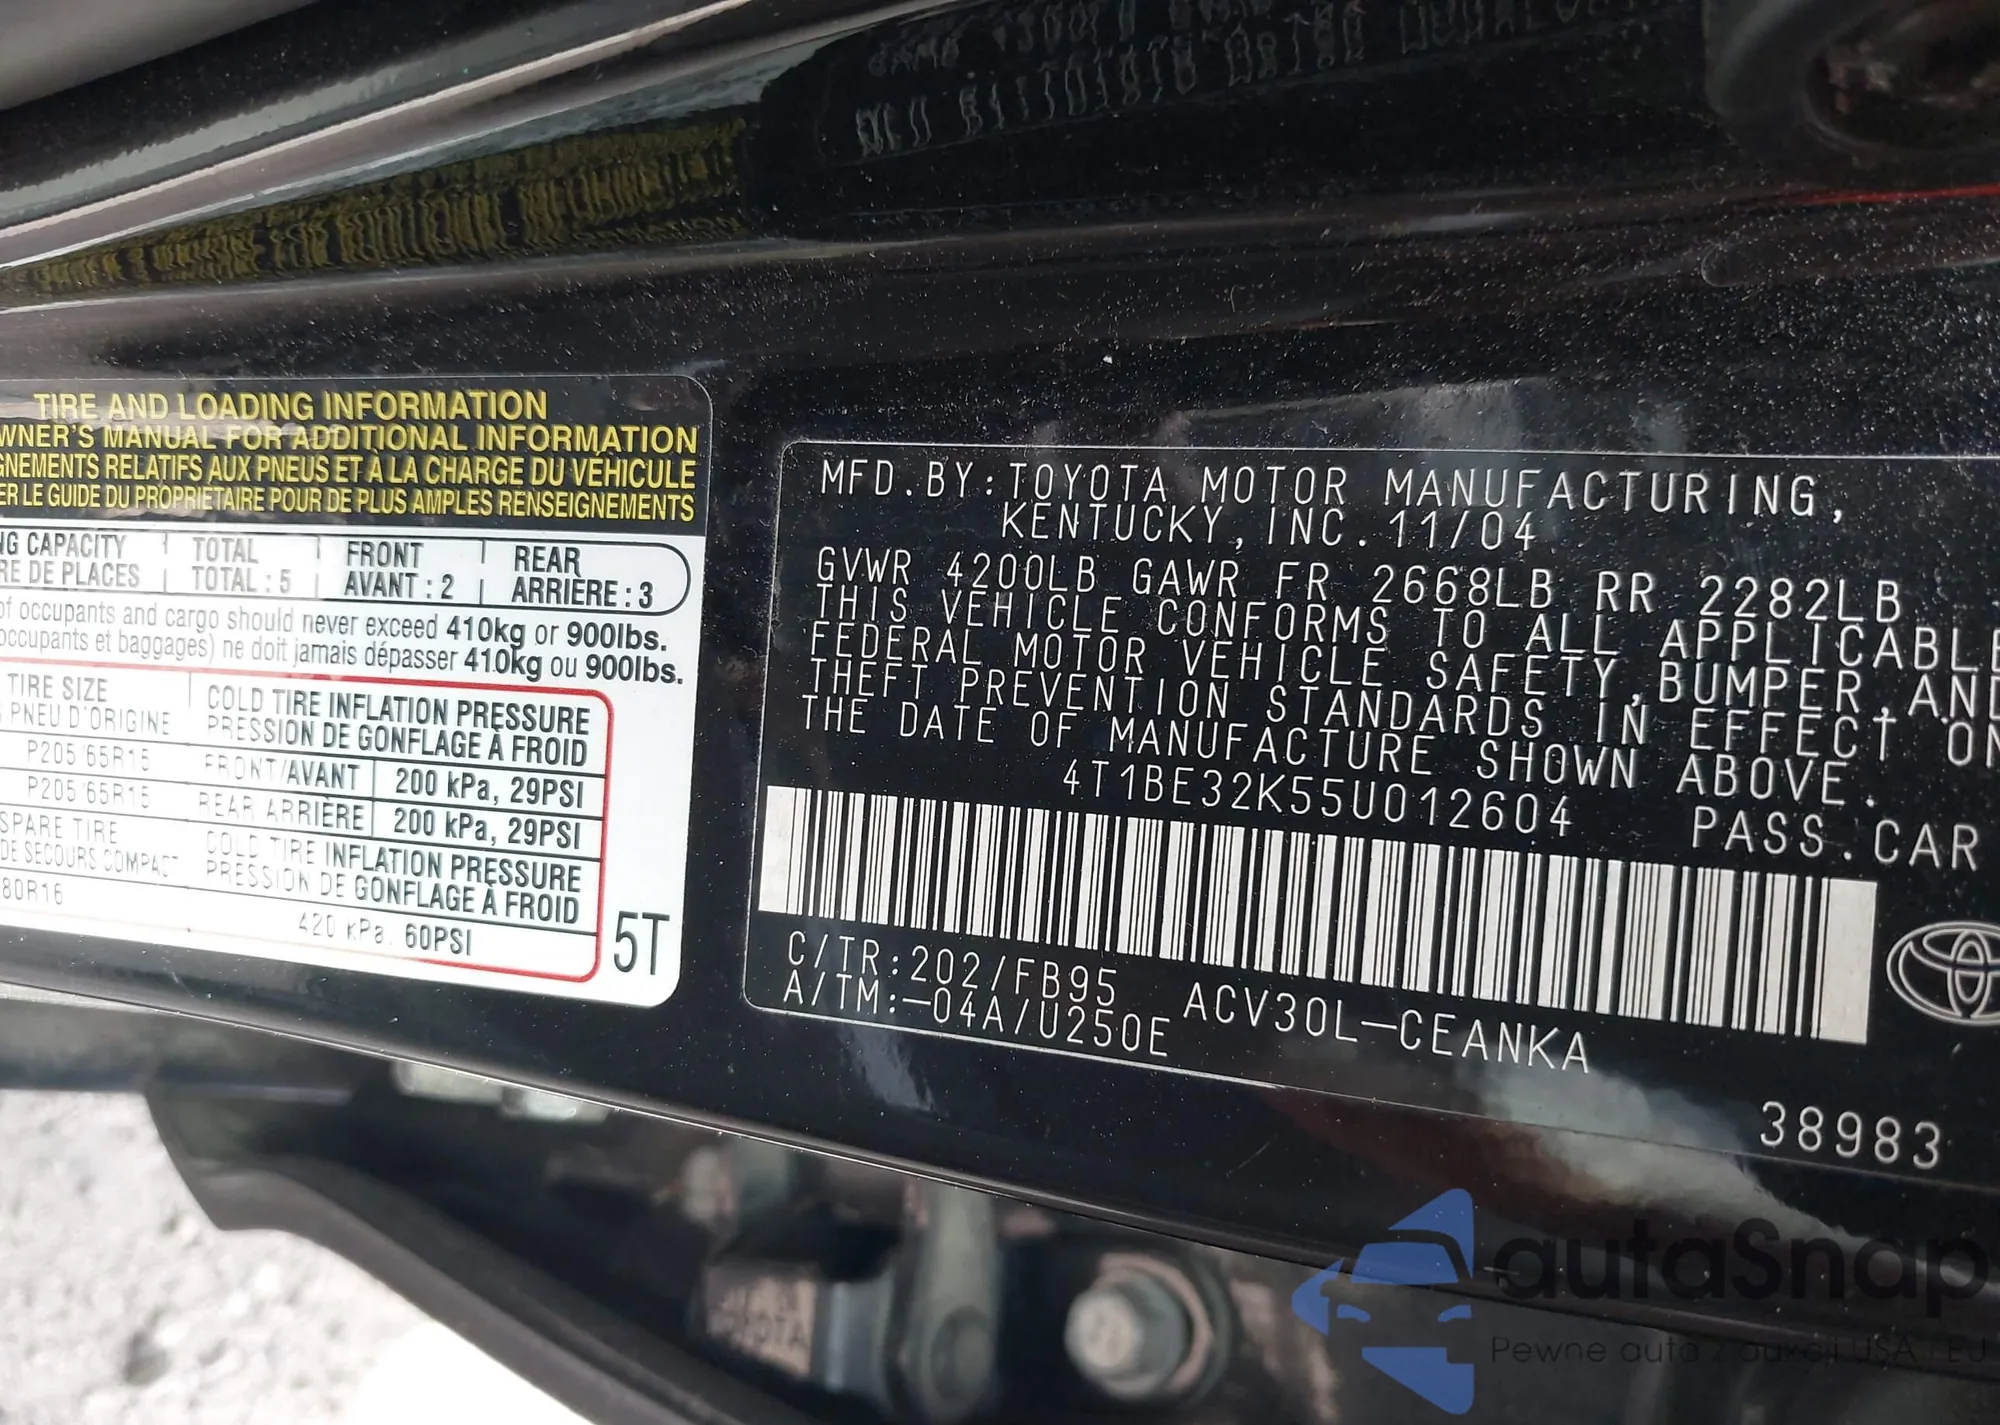 TIRE AND LOADING INFORMATION
WNER'S MANUAL FOR ADDITIONAL INFORMATION
GNEMENTS RELATIFS AUX PNEUS ET À LA CHARGE DU VÉHICULE
ER LE GUIDE DU PROPRIÉTAIRE POUR DE PLUS AMPLES RENSEIGNEMENTS
NG CAPACITY TOTAL FRONT REAR
RE DE PLACES TOTAL : 5 AVANT : 2 ARRIÈRE : 3
of occupants and cargo should never exceed 410kg or 900lbs.
occupants et baggages) ne doit jamais dépasser 410kg ou 900lbs.
TIRE SIZE COLD TIRE INFLATION PRESSURE
PNEU D'ORIGINE PRESSION DE GONFLAGE À FROID
P205/65R15 FRONT/AVANT 200 kPa, 29PSI
P205/65R15 REAR ARRIÈRE 200 kPa, 29PSI
SPARE TIRE COLD TIRE INFLATION PRESSURE
DE SECOURS COMPACT PRESSION DE GONFLAGE À FROID
80R16 420 kPa, 60PSI
5T
MFD.BY:TOYOTA MOTOR MANUFACTURING,
KENTUCKY,INC.11/04
GVWR 4200LB GAWR FR 2668LB RR 2282LB
THIS VEHICLE CONFORMS TO ALL APPLICABLE
FEDERAL MOTOR VEHICLE SAFETY,BUMPER,AND
THEFT PREVENTION STANDARDS IN EFFECT ON
THE DATE OF MANUFACTURE SHOWN ABOVE.
4T1BE32K55U012604 PASS.CAR
C/TR:202/FB95 ACV30L-CEANKA
A/TM:-04A/U250E
38983
autaSnap
Pewne auta z aukcji USA i EU